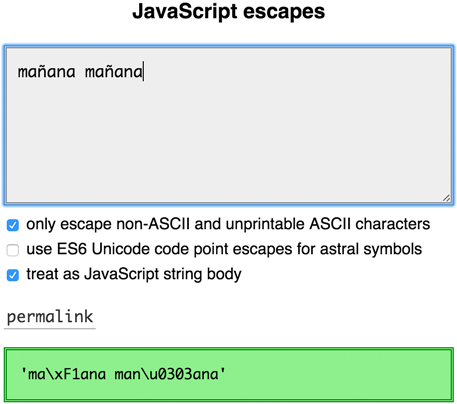 JavaScript escapes
mañana mañana
only escape non-ASCII and unprintable ASCII characters
use ES6 Unicode code point escapes for astral symbols
treat as JavaScript string body
permalink
'ma\xF1ana man\u0303ana'